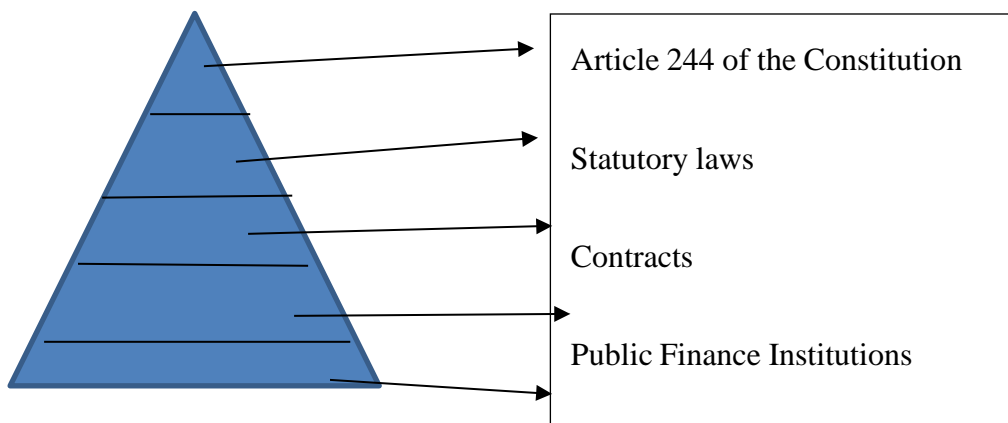 Article 244 of the Constitution
Statutory laws
Contracts
Public Finance Institutions